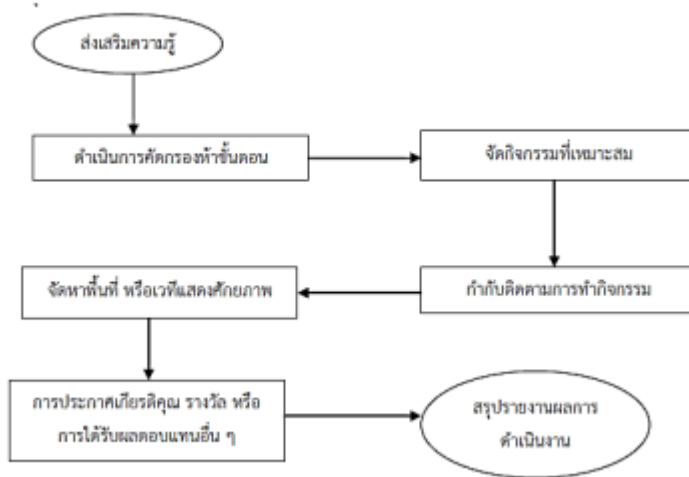 ส่งเสริมความรู้
ดำเนินการคัดกรองห้าขั้นตอน
จัดกิจกรรมที่เหมาะสม
กำกับติดตามการทำกิจกรรม
จัดหาพื้นที่ หรือเวทีแสดงศักยภาพ
การประกาศเกียรติคุณ รางวัล หรือ
การได้รับผลตอบแทนอื่น ๆ
สรุปรายงานผลการ
ดำเนินงาน